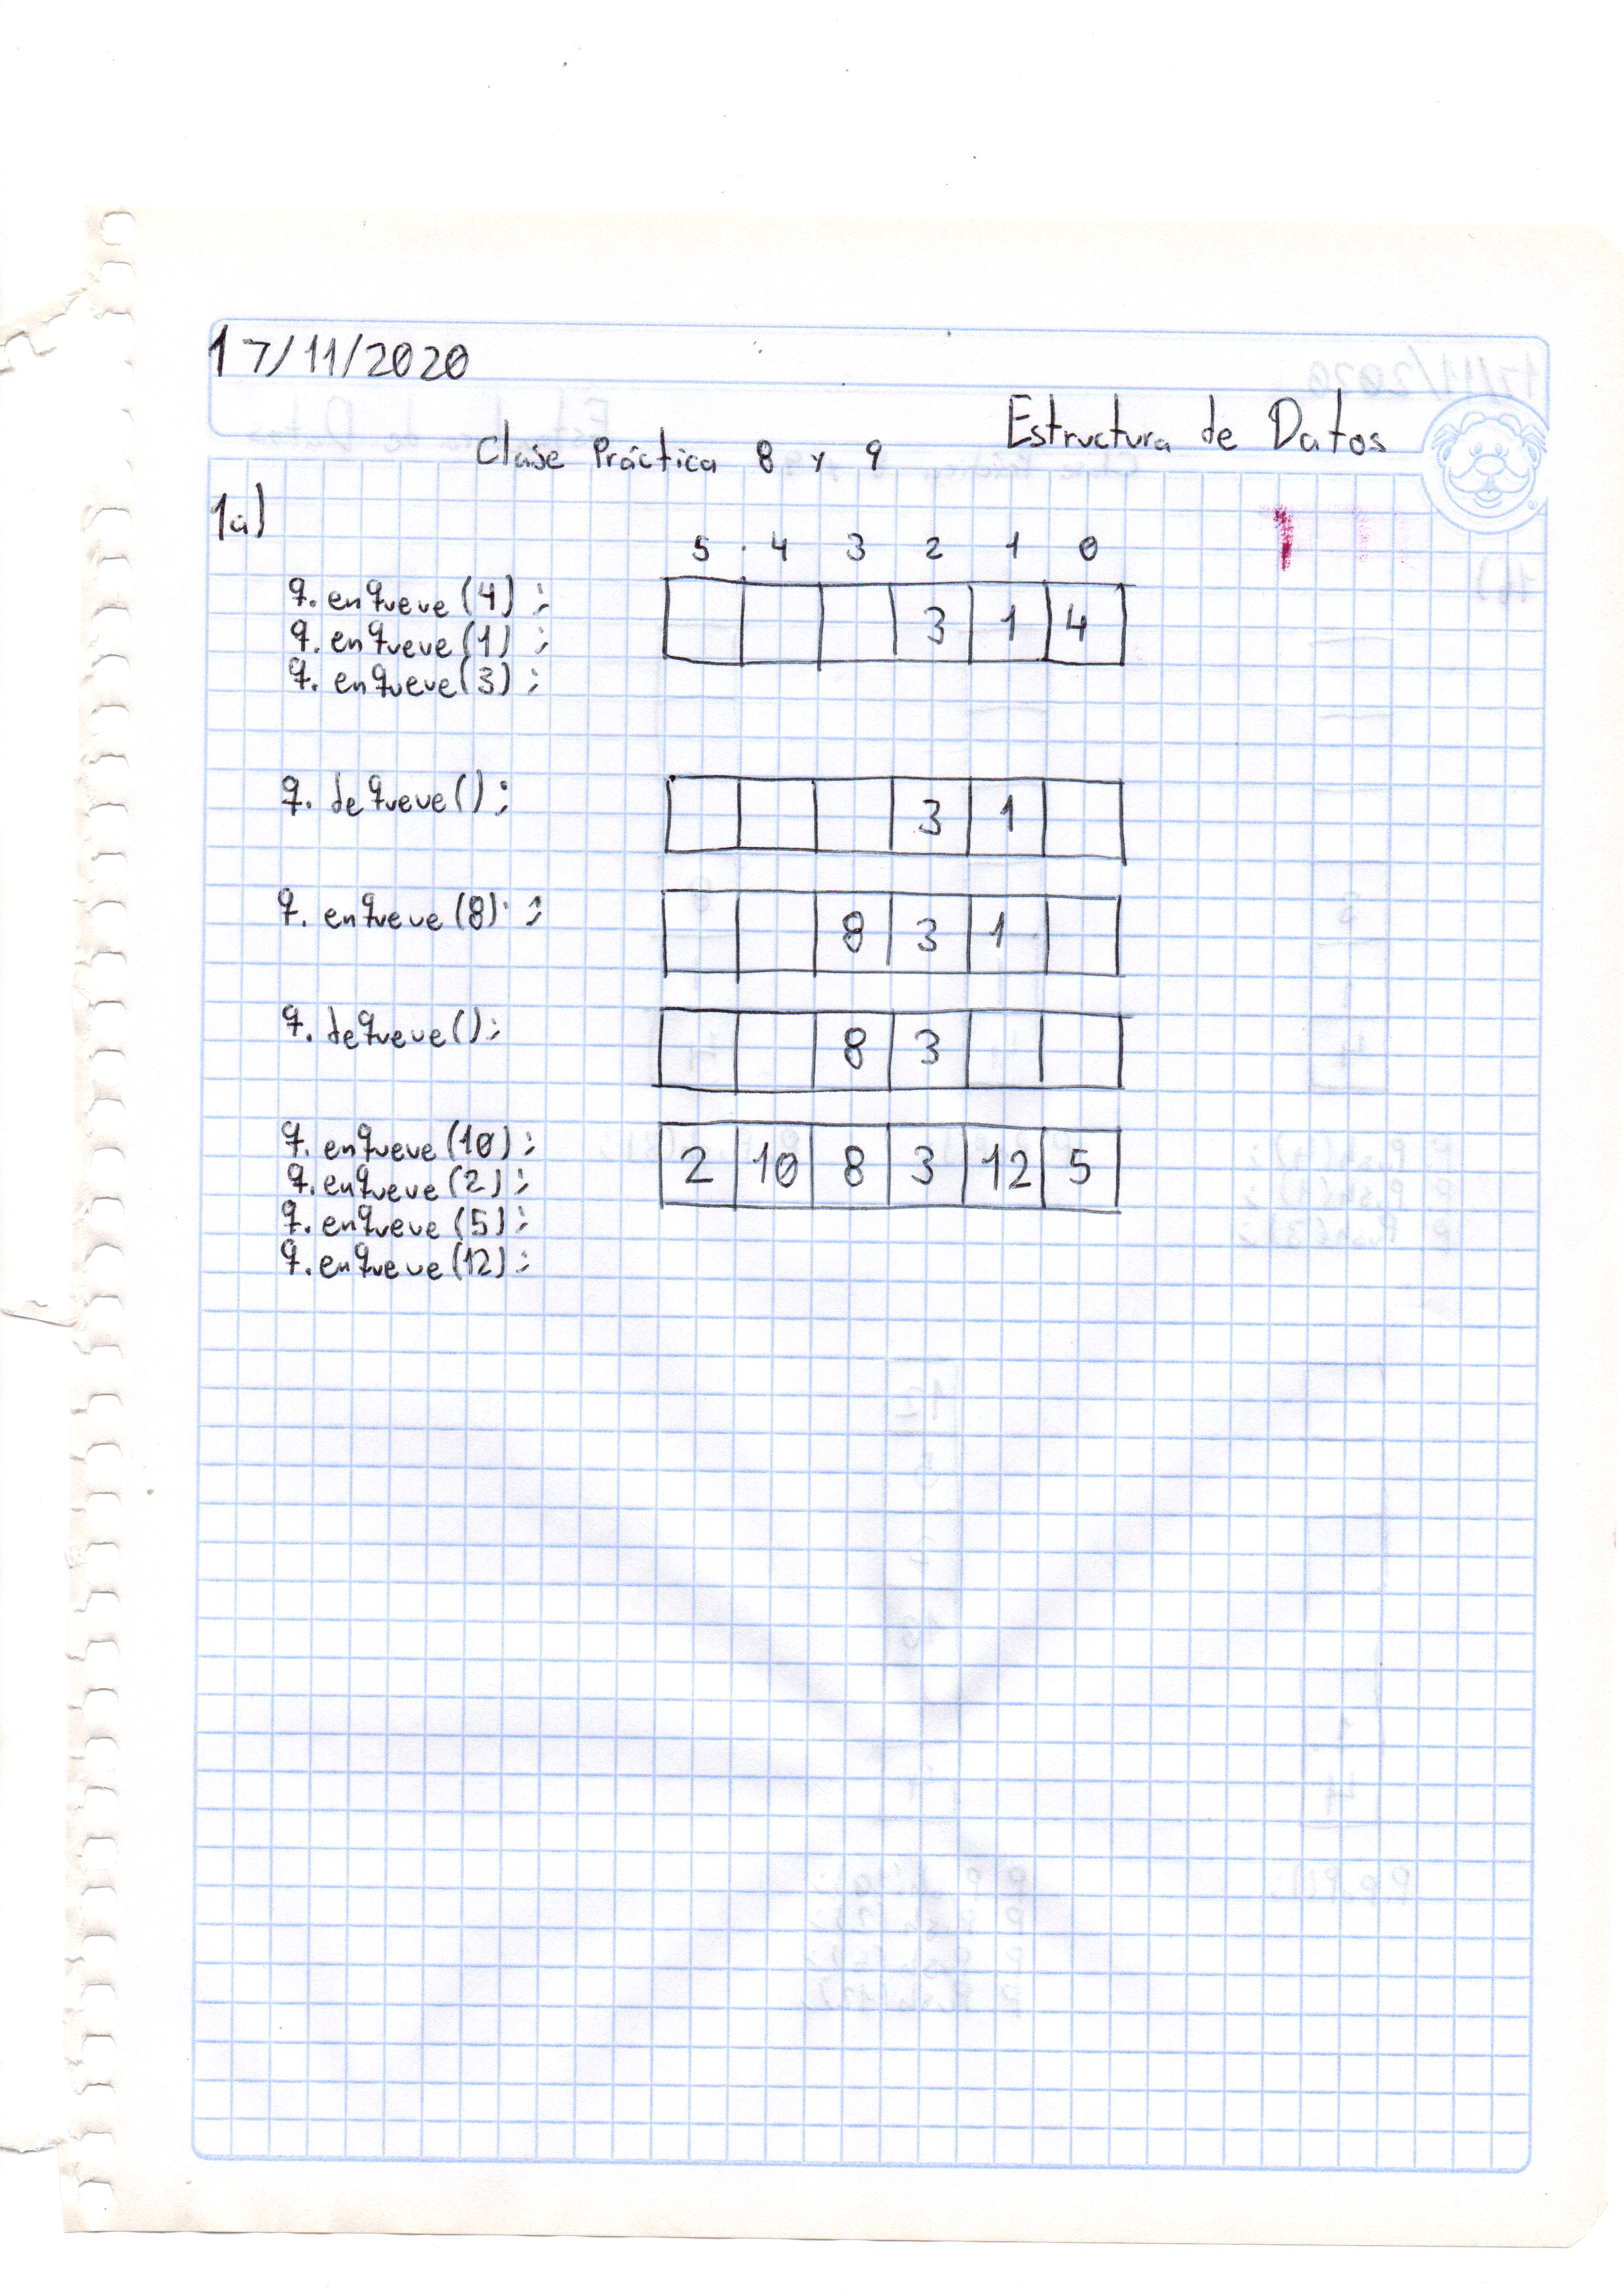 17/11/2020
Estructura de Datos
Clase Práctica 8 y 9
1a)
5 4 3 2 1 0
q.enqueue(4); 3 1 4
q.enqueue(1);
q.enqueue(3);
q.dequeue(); 3 1
q.enqueue(8); 8 3 1
q.dequeue(); 8 3
q.enqueue(10); 2 10 8 3 12 5
q.enqueue(2);
q.enqueue(5);
q.enqueue(12);
1